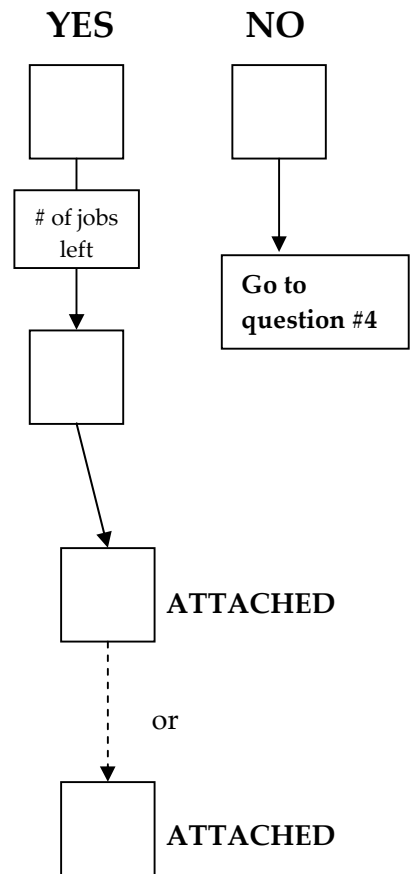 YES NO
# of jobs
left
Go to
question #4
ATTACHED
or
ATTACHED